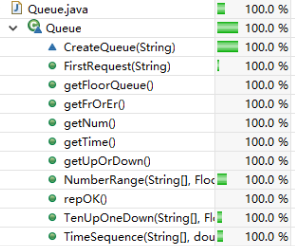 Queue.java 100.0 %
Queue 100.0 %
CreateQueue(String) 100.0 %
FirstRequest(String) 100.0 %
getFloorQueue() 100.0 %
getFrOrEr() 100.0 %
getNum() 100.0 %
getTime() 100.0 %
getUpOrDown() 100.0 %
NumberRange(String[], Floo 100.0 %
repOK() 100.0 %
TenUpOneDown(String[], Flo 100.0 %
TimeSequence(String[], dou 100.0 %